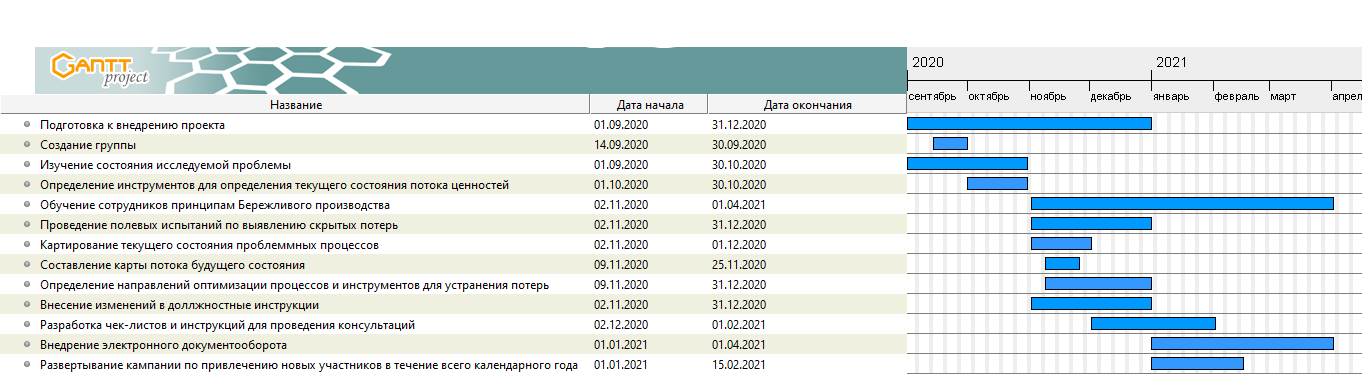 GANTT project
2020 2021
Название Дата начала Дата окончания сентябрь октябрь ноябрь декабрь январь февраль март апрел
Подготовка к внедрению проекта 01.09.2020 31.12.2020
Создание группы 14.09.2020 30.09.2020
Изучение состояния исследуемой проблемы 01.09.2020 30.10.2020
Определение инструментов для определения текущего состояния потока ценностей 01.10.2020 30.10.2020
Обучение сотрудников принципам Бережливого производства 02.11.2020 01.04.2021
Проведение полевых испытаний по выявлению скрытых потерь 02.11.2020 31.12.2020
Картирование текущего состояния проблеммных процессов 02.11.2020 01.12.2020
Составление карты потока будущего состояния 09.11.2020 25.11.2020
Определение направлений оптимизации процессов и инструментов для устранения потерь 09.11.2020 31.12.2020
Внесение изменений в доллжностные инструкции 02.11.2020 31.12.2020
Разработка чек-листов и инструкций для проведения консультаций 02.12.2020 01.02.2021
Внедрение электронного документооборота 01.01.2021 01.04.2021
Развертывание кампании по привлечению новых участников в течение всего календарного года 01.01.2021 15.02.2021